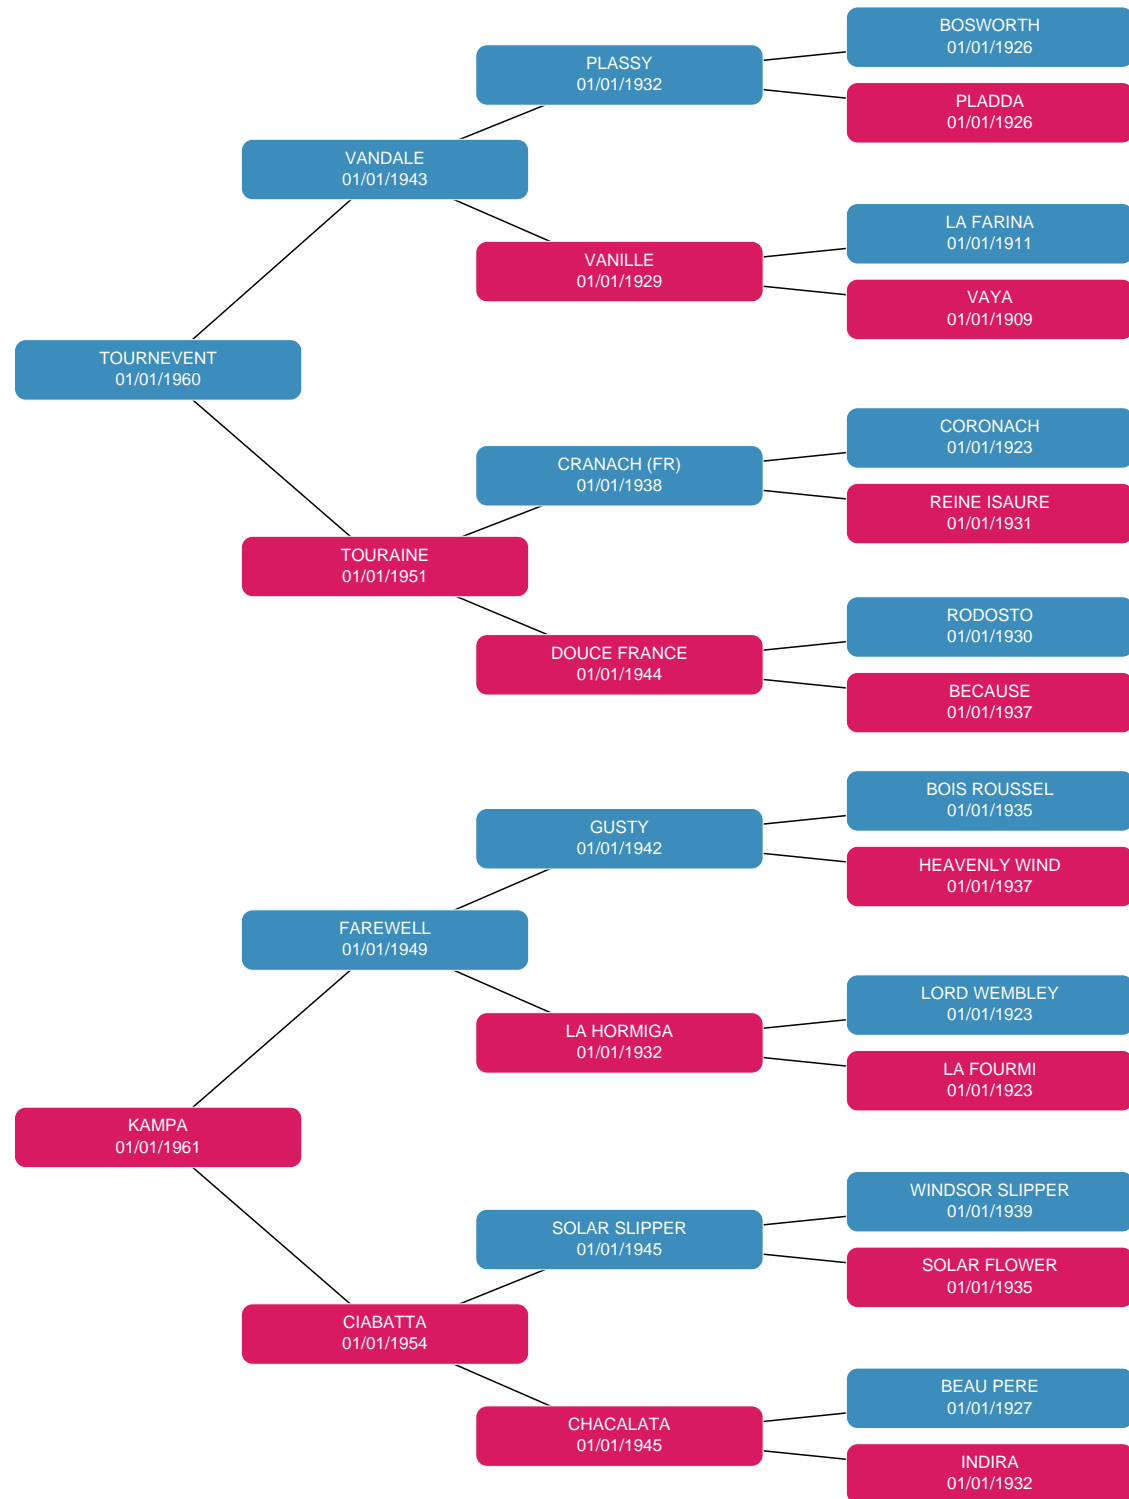 BOSWORTH
01/01/1926
PLASSY
01/01/1932
PLADDA
01/01/1926
VANDALE
01/01/1943
LA FARINA
01/01/1911
VANILLE
01/01/1929
VAYA
01/01/1909
TOURNEVENT
01/01/1960
CORONACH
01/01/1923
CRANACH (FR)
01/01/1938
REINE ISAURE
01/01/1931
TOURAINE
01/01/1951
RODOSTO
01/01/1930
DOUCE FRANCE
01/01/1944
BECAUSE
01/01/1937
BOIS ROUSSEL
01/01/1935
GUSTY
01/01/1942
HEAVENLY WIND
01/01/1937
FAREWELL
01/01/1949
LORD WEMBLEY
01/01/1923
LA HORMIGA
01/01/1932
LA FOURMI
01/01/1923
KAMPA
01/01/1961
WINDSOR SLIPPER
01/01/1939
SOLAR SLIPPER
01/01/1945
SOLAR FLOWER
01/01/1935
CIABATTA
01/01/1954
BEAU PERE
01/01/1927
CHACALATA
01/01/1945
INDIRA
01/01/1932